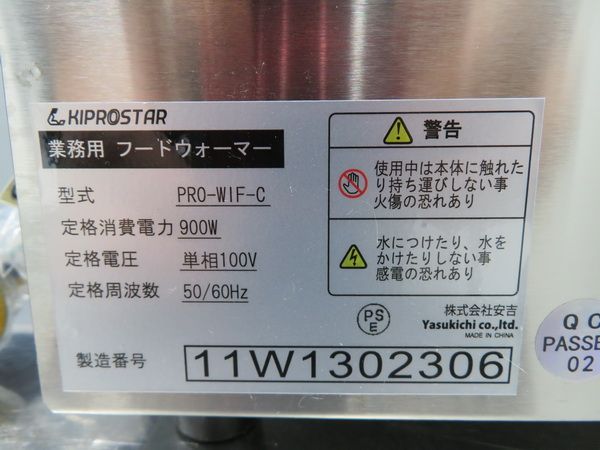 KIPROSTAR
業務用 フードウォーマー
型式 PRO-WIF-C
定格消費電力 900W
定格電圧 単相100V
定格周波数 50/60Hz
製造番号 11W1302306
警告
使用中は本体に触れた
り持ち運びしない事
火傷の恐れあり
水につけたり、水を
かけたりしない事
感電の恐れあり
PS
E
株式会社安吉
Yasukichi co.,ltd.
MADE IN CHINA
Q C
PASSE
02